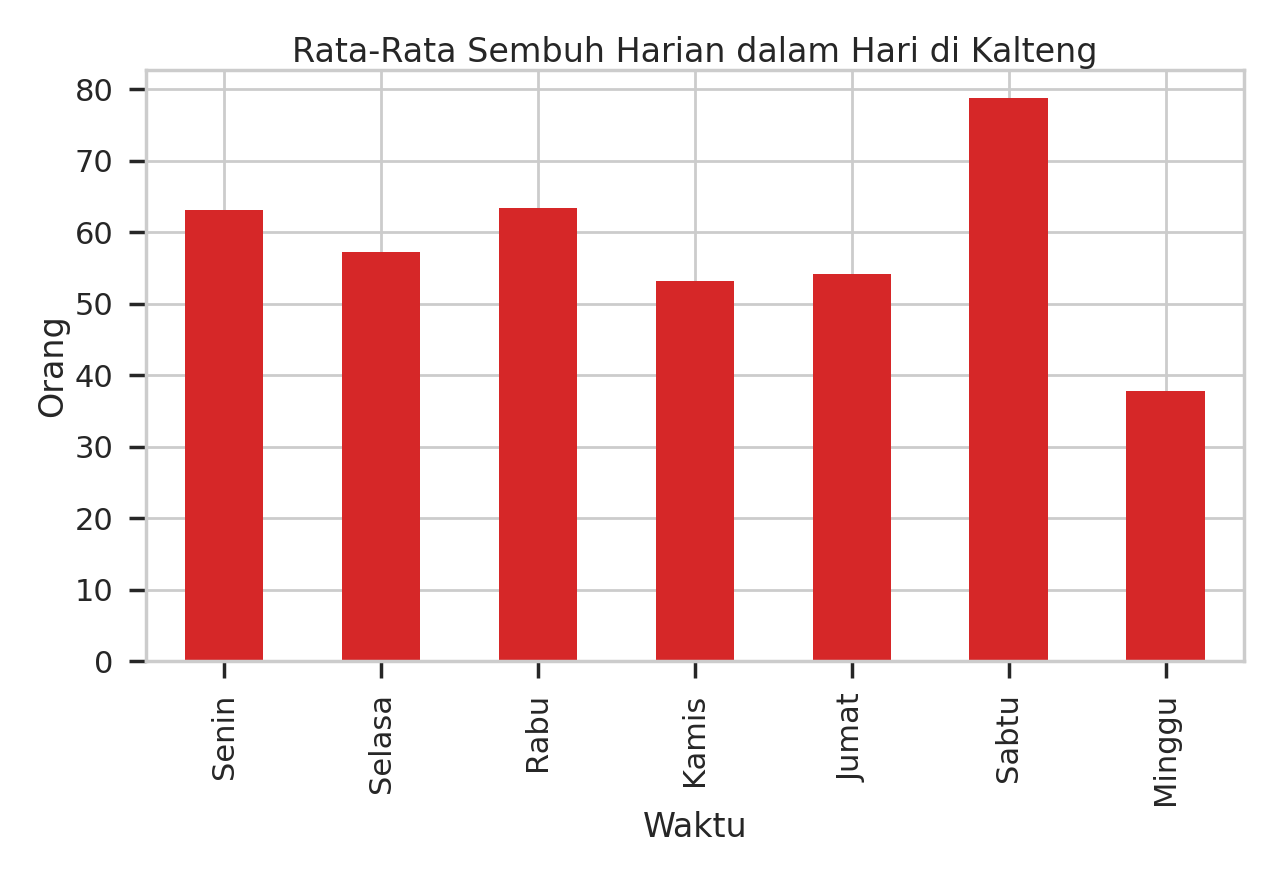 Rata-Rata Sembuh Harian dalam Hari di Kalteng
80
70
60
50
40
30
20
10
0
Orang
Senin
Selasa
Rabu
Kamis
Jumat
Sabtu
Minggu
Waktu